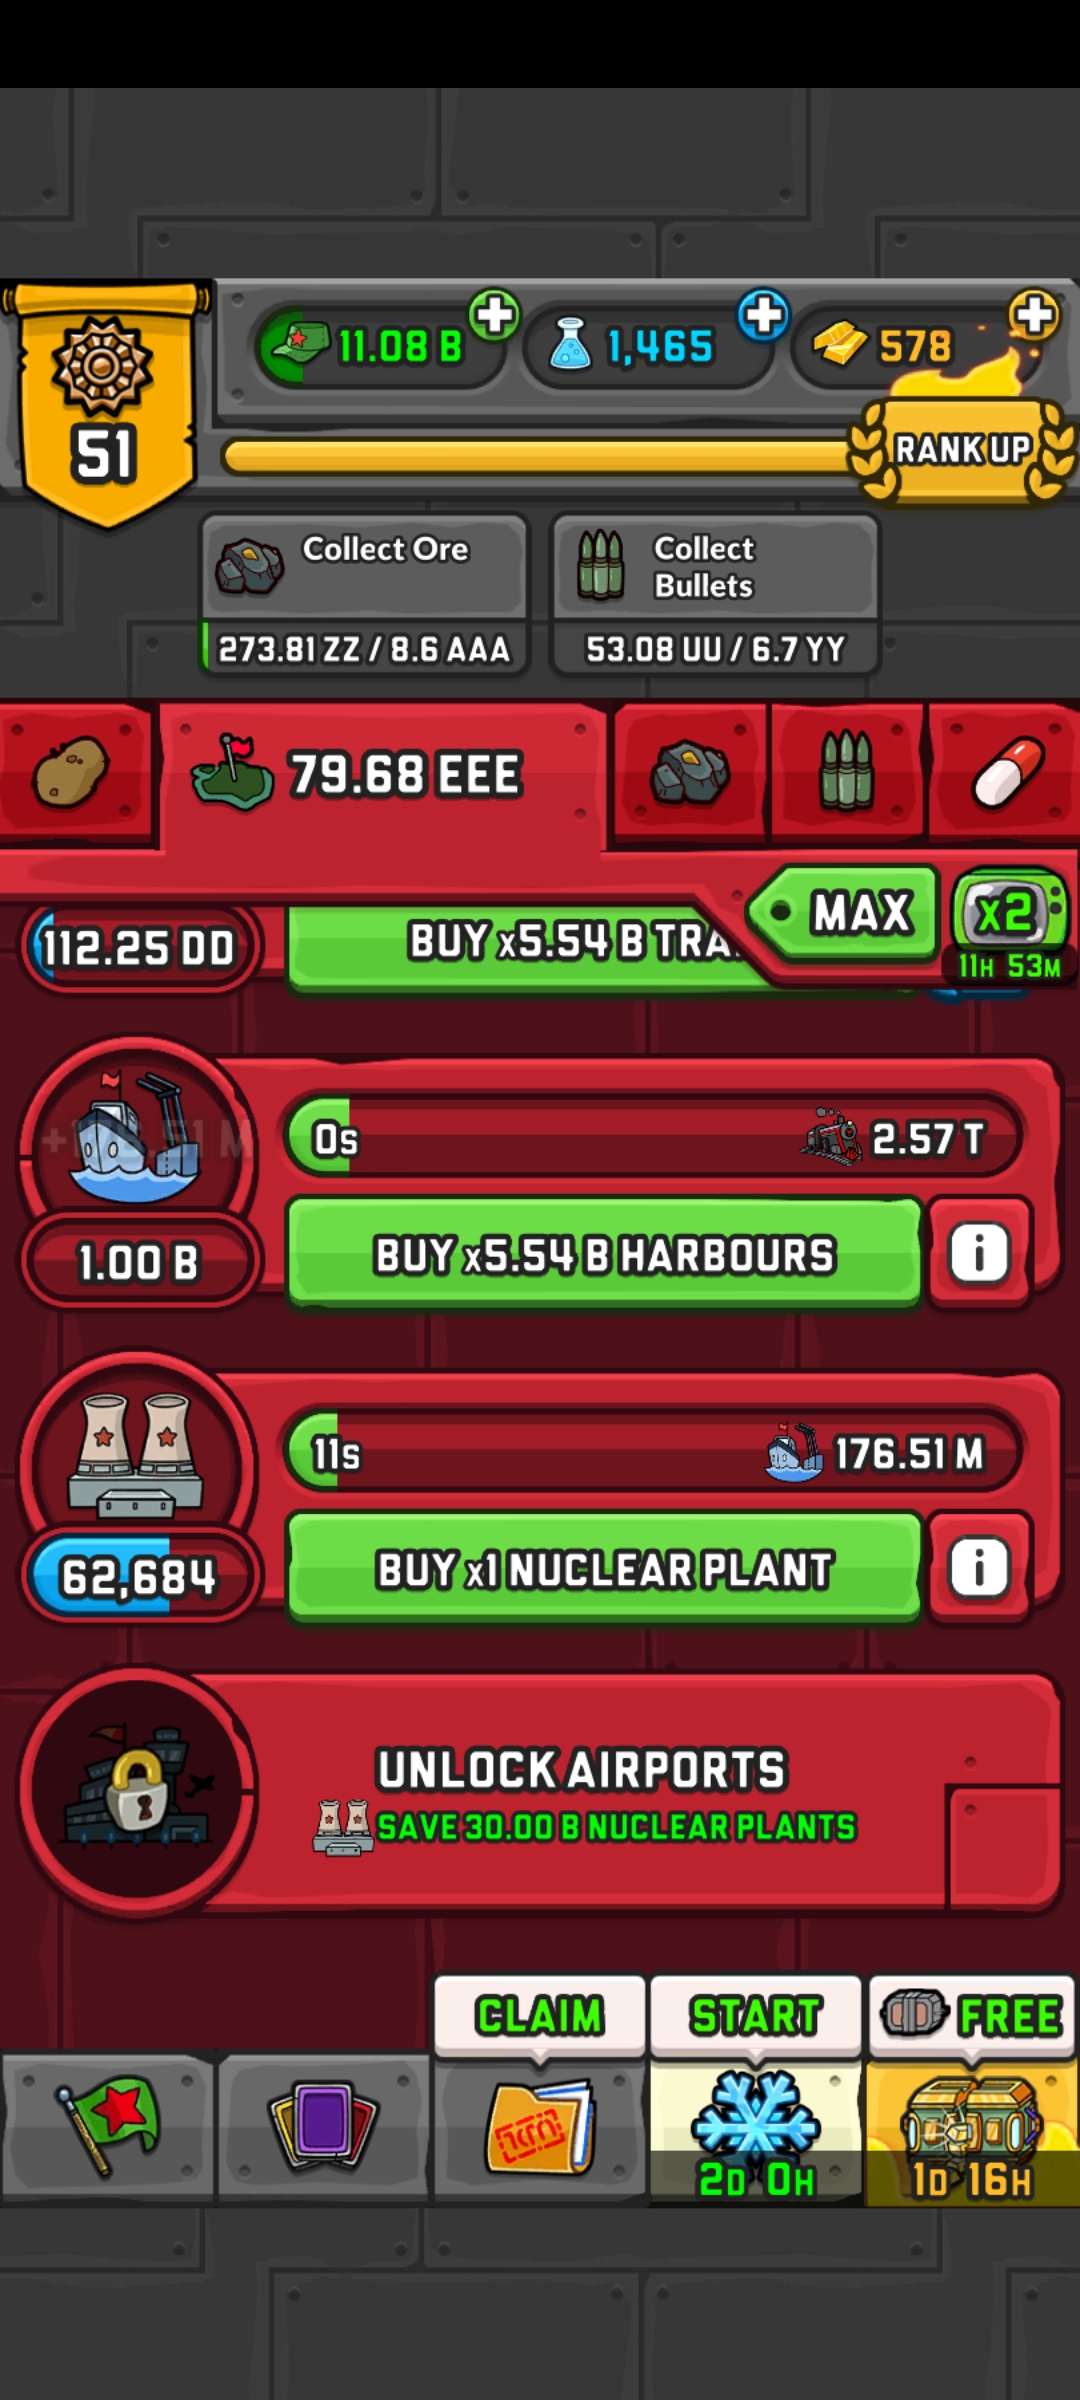 11.08 B
1,465
578
51
RANK UP
Collect Ore
273.81 ZZ / 8.6 AAA
Collect
Bullets
53.08 UU / 6.7 YY
79.68 EEE
MAX
x2
11H 53M
112.25 DD
BUY x5.54 B TRA
0s
2.57 T
1.00 B
BUY x5.54 B HARBOURS
i
11s
176.51 M
62,684
BUY x1 NUCLEAR PLANT
i
UNLOCK AIRPORTS
SAVE 30.00 B NUCLEAR PLANTS
CLAIM
START
FREE
2D 0H
1D 16H